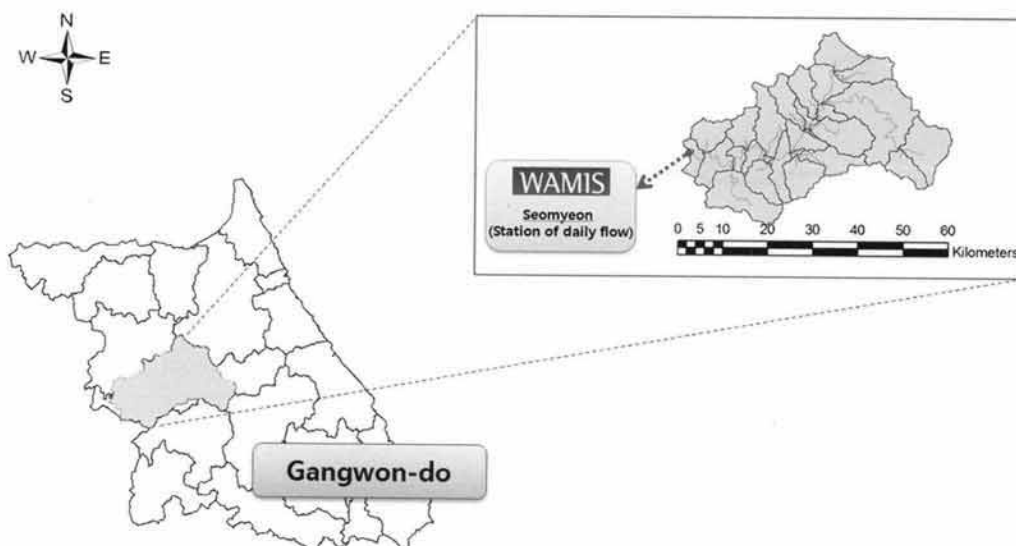 N
W E
S
WAMIS
Seomyeon
(Station of daily flow)
0 5 10 20 30 40 50 60
Kilometers
Gangwon-do